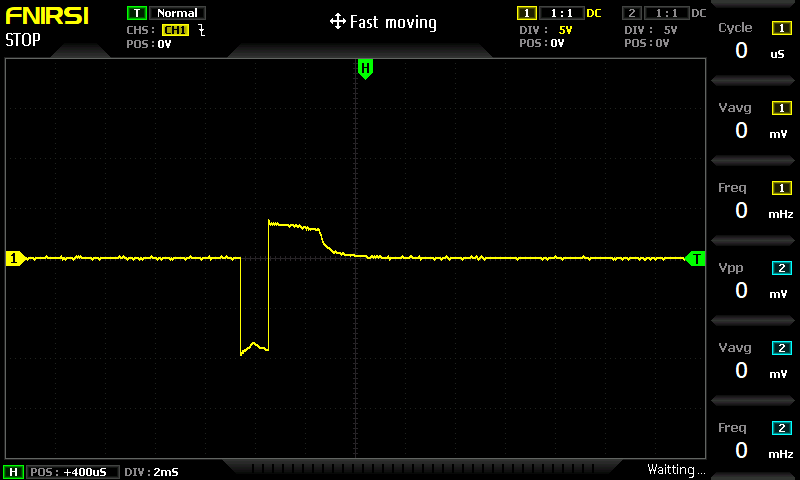 FNIRSI
STOP
T Normal
CHS: CH1
POS: 0V
Fast moving
1 1:1 DC
DIV: 5V
POS: 0V
2 1:1 DC
DIV: 5V
POS: 0V
H
1
T
Cycle 1
0 uS
Vavg 1
0 mV
Freq 1
0 mHz
Vpp 2
0 mV
Vavg 2
0 mV
Freq 2
0 mHz
H POS: +400uS DIV: 2mS
Waitting...